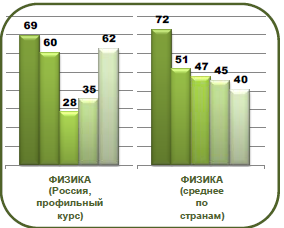 69
60
28
35
62
72
51
47
45
40
ФИЗИКА
(Россия,
профильный
курс)
ФИЗИКА
(среднее
по
странам)